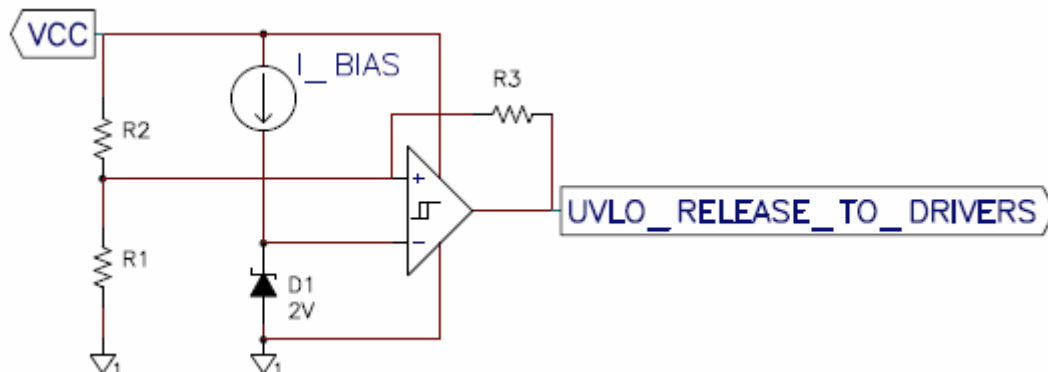 VCC
I_BIAS
R3
R2
+
UVLO_RELEASE_TO_DRIVERS
−
R1
D1
2V
1
1